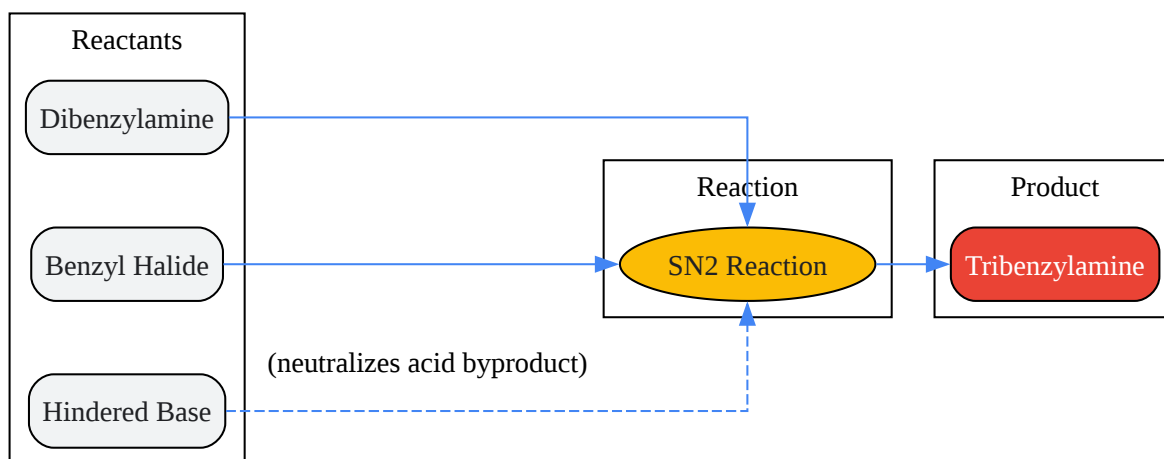 Reactants
Dibenzylamine
Benzyl Halide
Hindered Base
(neutralizes acid byproduct)
Reaction
SN2 Reaction
Product
Tribenzylamine